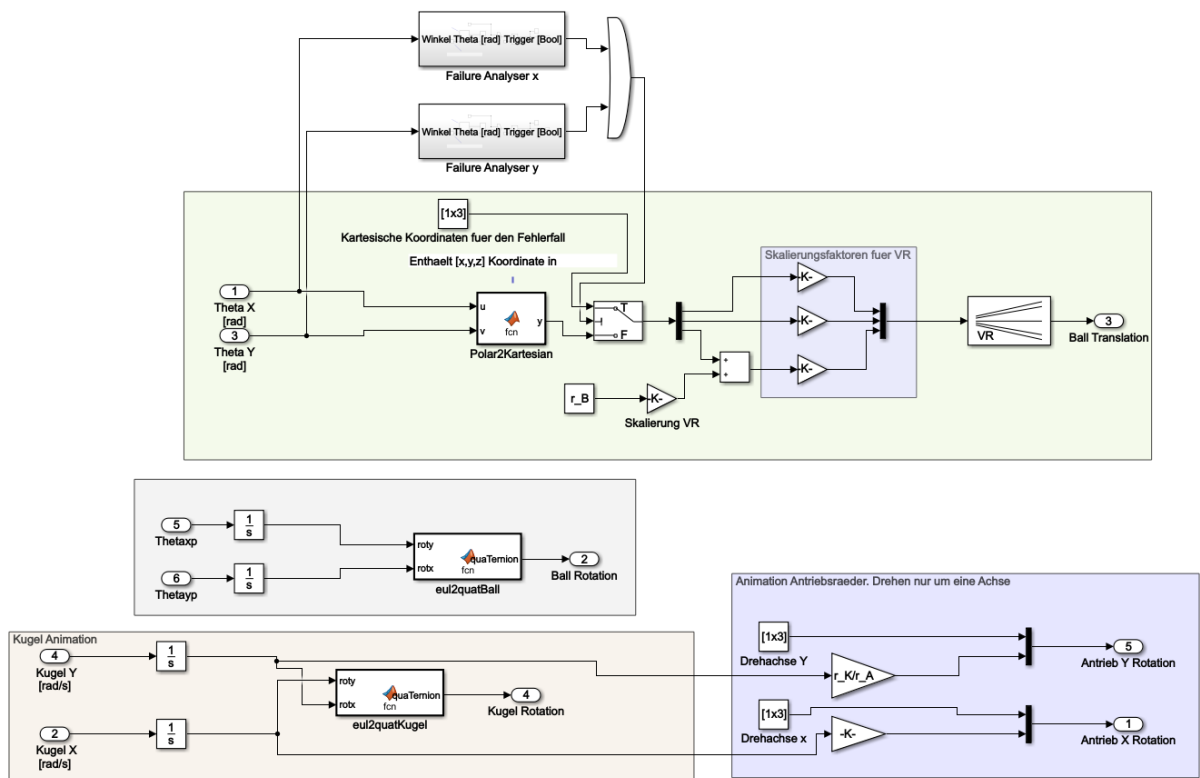 Winkel Theta [rad] Trigger [Bool]
Failure Analyser x
Winkel Theta [rad] Trigger [Bool]
Failure Analyser y
[1x3]
Kartesische Koordinaten fuer den Fehlerfall
Enthaelt [x,y,z] Koordinate in
Skalierungsfaktoren fuer VR
1
Theta X
[rad]
3
Theta Y
[rad]
u
v
y
fcn
Polar2Kartesian
T
F
-K-
-K-
-K-
+
+
r_B
-K-
Skalierung VR
VR
3
Ball Translation
5
Thetaxp
1
s
6
Thetayp
1
s
roty
rotx
quaTernion
fcn
eul2quatBall
2
Ball Rotation
Kugel Animation
4
Kugel Y
[rad/s]
1
s
2
Kugel X
[rad/s]
1
s
roty
rotx
quaTernion
fcn
eul2quatKugel
4
Kugel Rotation
Animation Antriebsraeder. Drehen nur um eine Achse
[1x3]
Drehachse Y
r_K/r_A
5
Antrieb Y Rotation
[1x3]
Drehachse x
-K-
1
Antrieb X Rotation